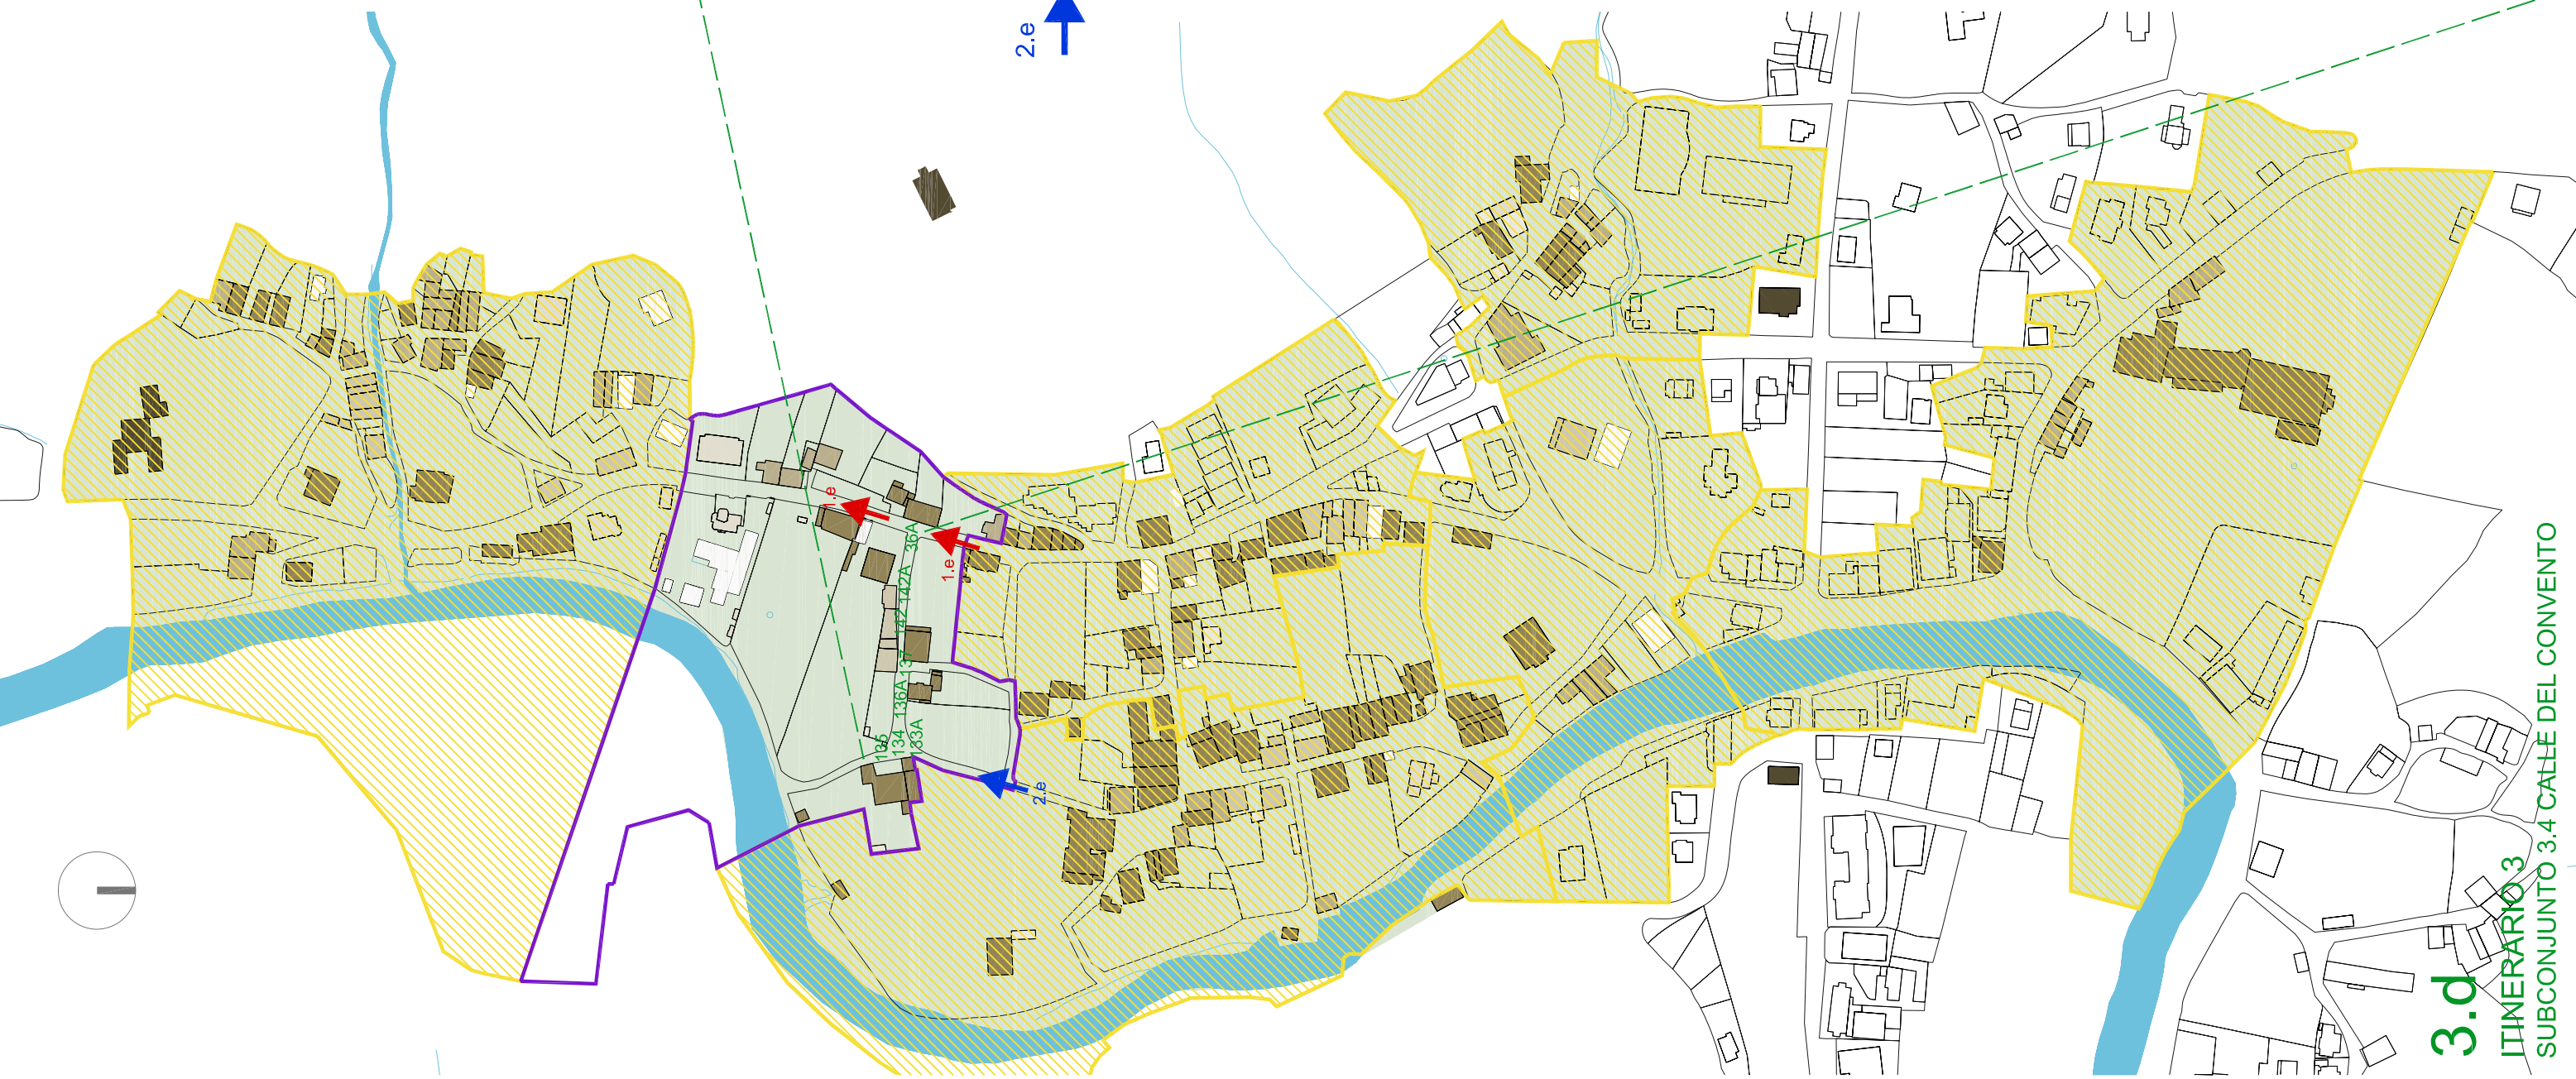 2.e
1.e
1.e
36A
142A
142
137
136A
135
134
133A
2.e
3.d
ITINERARIO 3
SUBCONJUNTO 3.4 CALLE DEL CONVENTO